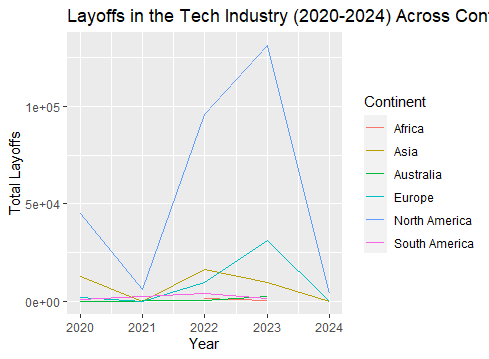 Layoffs in the Tech Industry (2020-2024) Across
Total Layoffs
1e+05
5e+04
0e+00
2020 2021 2022 2023 2024
Year
Continent
Africa
Asia
Australia
Europe
North America
South America